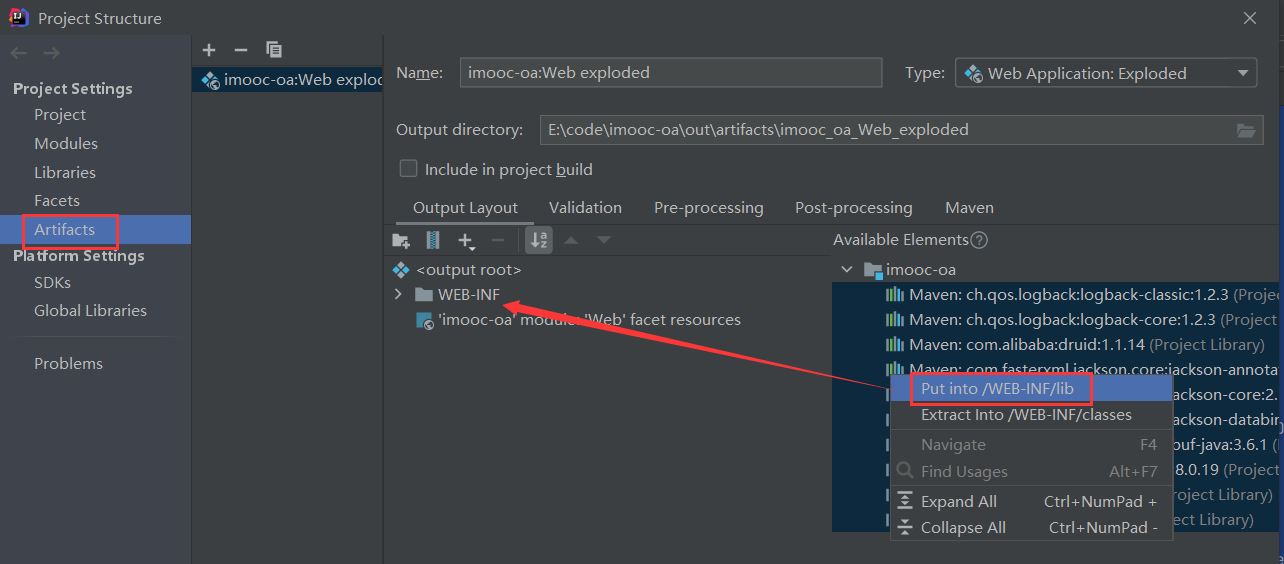 Project Structure
Project Settings
Project
Modules
Libraries
Facets
Artifacts
Platform Settings
SDKs
Global Libraries
Problems
imooc-oa:Web explod
Name: imooc-oa:Web exploded Type: Web Application: Exploded
Output directory: E:\code\imooc-oa\out\artifacts\imooc_oa_Web_exploded
Include in project build
Output Layout Validation Pre-processing Post-processing Maven
Available Elements
<output root>
WEB-INF
'imooc-oa' module: 'Web' facet resources
imooc-oa
Maven: ch.qos.logback:logback-classic:1.2.3 (Proje
Maven: ch.qos.logback:logback-core:1.2.3 (Project
Maven: com.alibaba:druid:1.1.14 (Project Library)
Maven: com.fasterxml.jackson.core:jackson-annota
ackson-core:2.
ackson-databin
buf-java:3.6.1 (
8.0.19 (Project
roject Library)
ect Library)
Put into /WEB-INF/lib
Extract Into /WEB-INF/classes
Navigate F4
Find Usages Alt+F7
Expand All Ctrl+NumPad +
Collapse All Ctrl+NumPad -